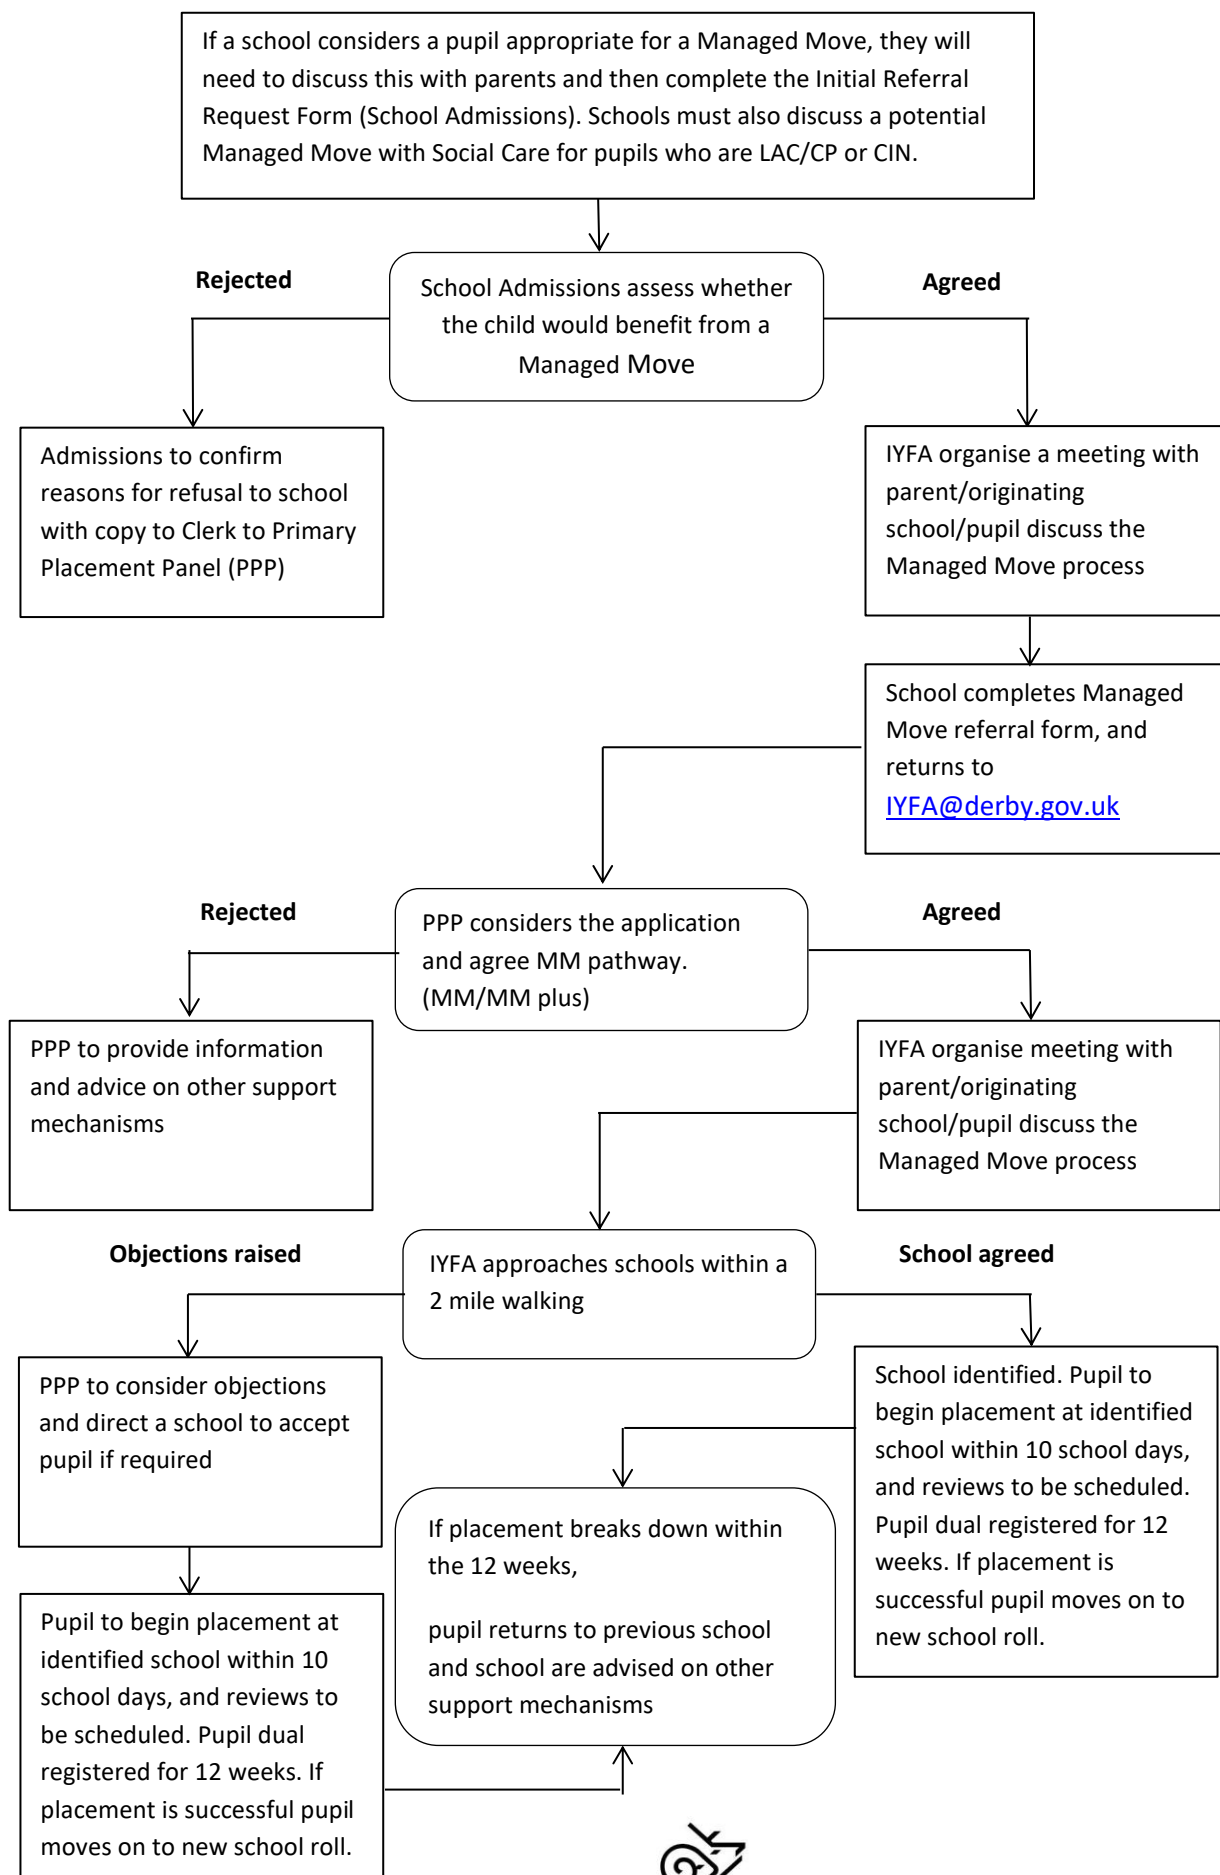 If a school considers a pupil appropriate for a Managed Move, they will
need to discuss this with parents and then complete the Initial Referral
Request Form (School Admissions). Schools must also discuss a potential
Managed Move with Social Care for pupils who are LAC/CP or CIN.
Rejected
School Admissions assess whether
the child would benefit from a
Managed Move
Agreed
Admissions to confirm
reasons for refusal to school
with copy to Clerk to Primary
Placement Panel (PPP)
IYFA organise a meeting with
parent/originating
school/pupil discuss the
Managed Move process
School completes Managed
Move referral form, and
returns to
IYFA@derby.gov.uk
Rejected
PPP considers the application
and agree MM pathway.
(MM/MM plus)
Agreed
PPP to provide information
and advice on other support
mechanisms
IYFA organise meeting with
parent/originating
school/pupil discuss the
Managed Move process
Objections raised
IYFA approaches schools within a
2 mile walking
School agreed
PPP to consider objections
and direct a school to accept
pupil if required
School identified. Pupil to
begin placement at identified
school within 10 school days,
and reviews to be scheduled.
Pupil dual registered for 12
weeks. If placement is
successful pupil moves on to
new school roll.
If placement breaks down within
the 12 weeks,
pupil returns to previous school
and school are advised on other
support mechanisms
Pupil to begin placement at
identified school within 10
school days, and reviews to
be scheduled. Pupil dual
registered for 12 weeks. If
placement is successful pupil
moves on to new school roll.